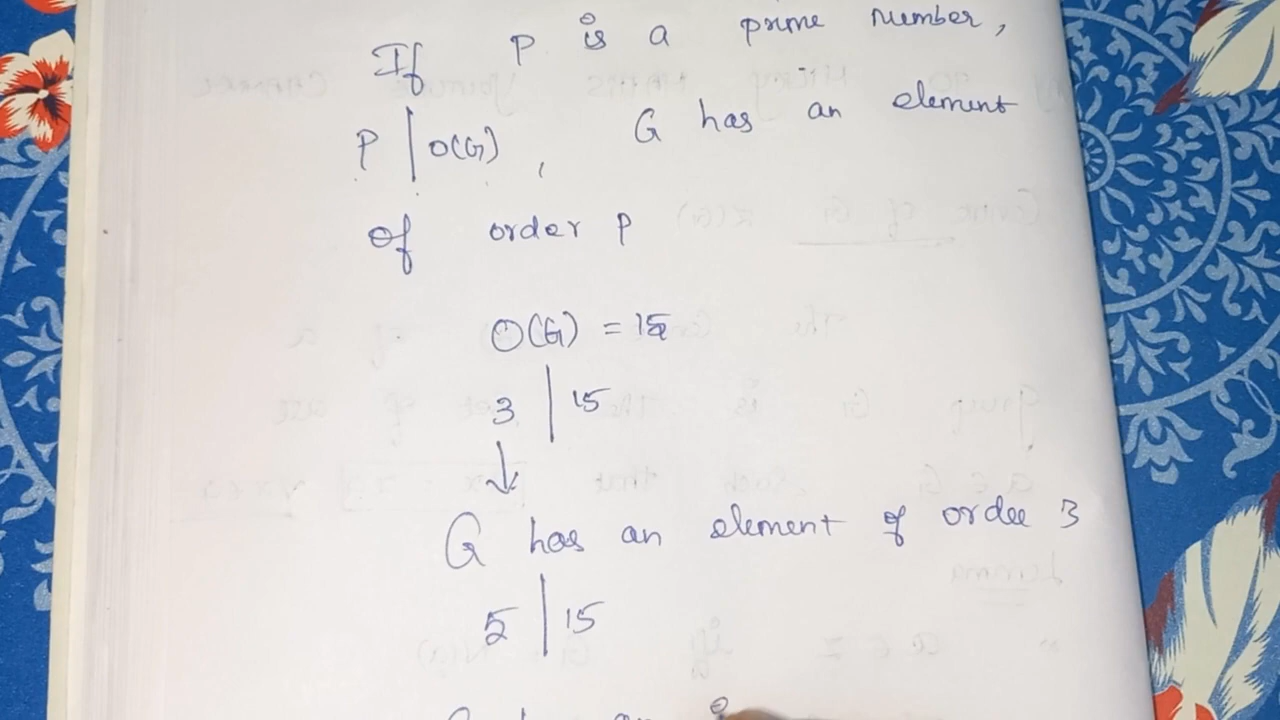 If P is a prime number,
P | O(G), G has an element
of order P
O(G) = 15
3 | 15
↓
G has an element of order 3
5 | 15